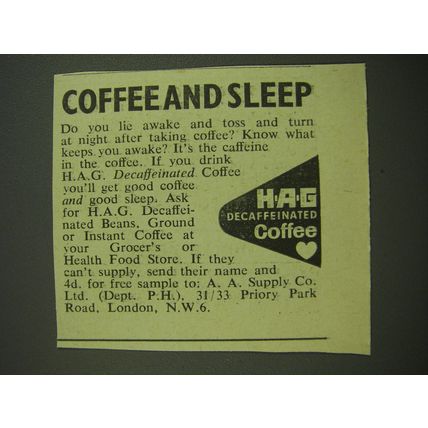 COFFEE AND SLEEP
Do you lie awake and toss and turn
at night after taking coffee? Know what
keeps you awake? It's the caffeine
in the coffee. If you drink
H.A.G. Decaffeinated Coffee
you'll get good coffee
and good sleep. Ask
for H.A.G. Decaffei-
nated Beans, Ground
or Instant Coffee at
your Grocer's or
Health Food Store. If they
can't supply, send their name and
4d. for free sample to: A. A. Supply Co.
Ltd. (Dept. P.H.), 31/33 Priory Park
Road, London, N.W.6.
H·A·G
DECAFFEINATED
Coffee